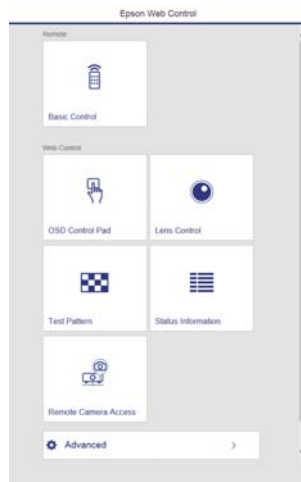 Epson Web Control
Remote
Basic Control
Web Control
OSD Control Pad
Lens Control
Test Pattern
Status Information
Remote Camera Access
Advanced